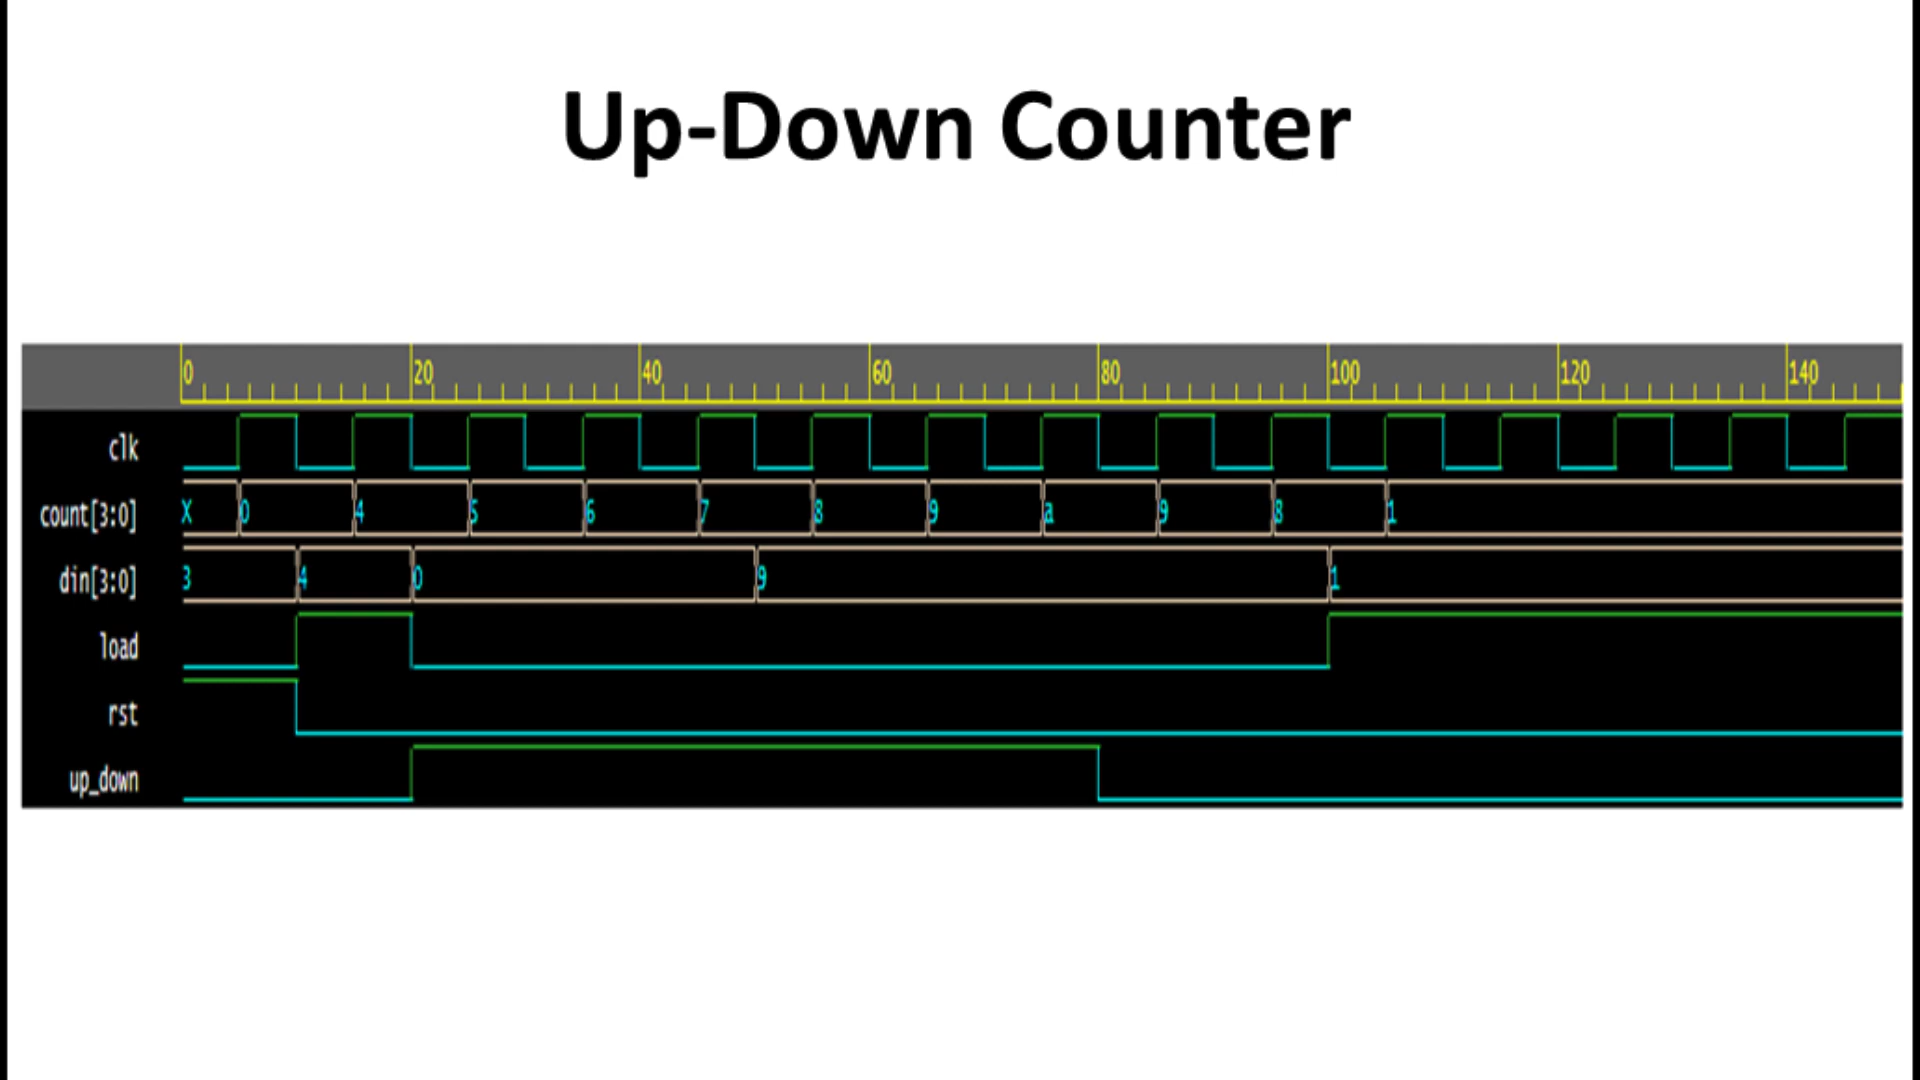 Up-Down Counter
0 20 40 60 80 100 120 140
clk
count[3:0] X 0 4 5 6 7 8 9 a 9 8 1
din[3:0] 3 4 0 9 1
load
rst
up_down